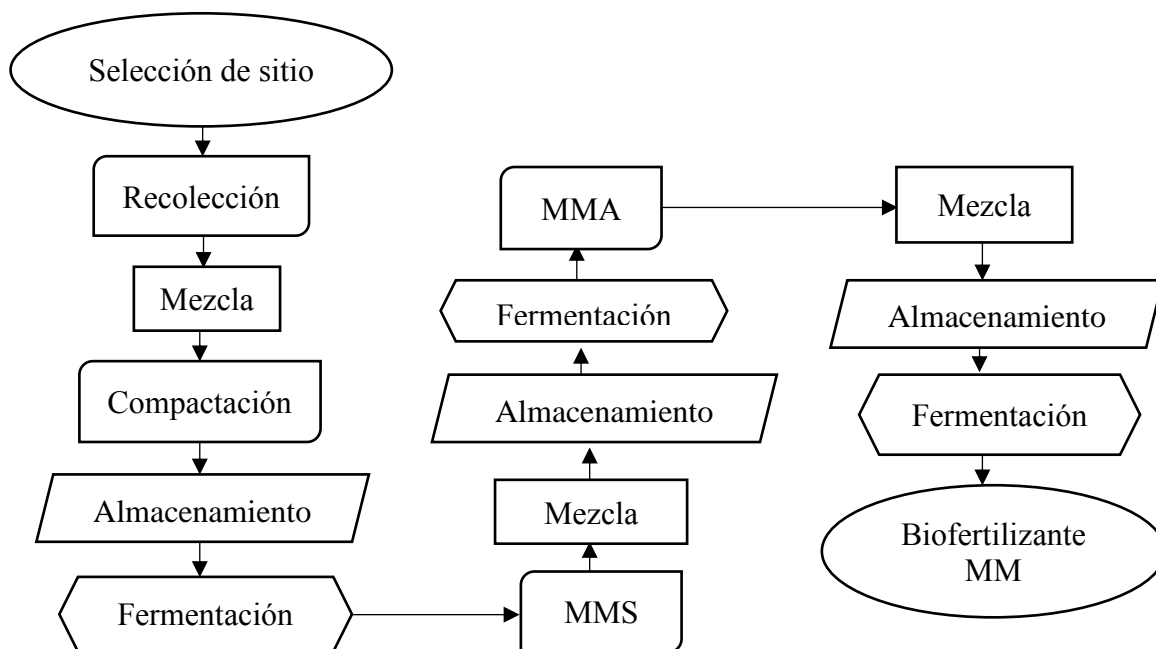 Selección de sitio
Recolección
Mezcla
Compactación
Almacenamiento
Fermentación
MMS
Mezcla
Almacenamiento
Fermentación
MMA
Mezcla
Almacenamiento
Fermentación
Biofertilizante
MM